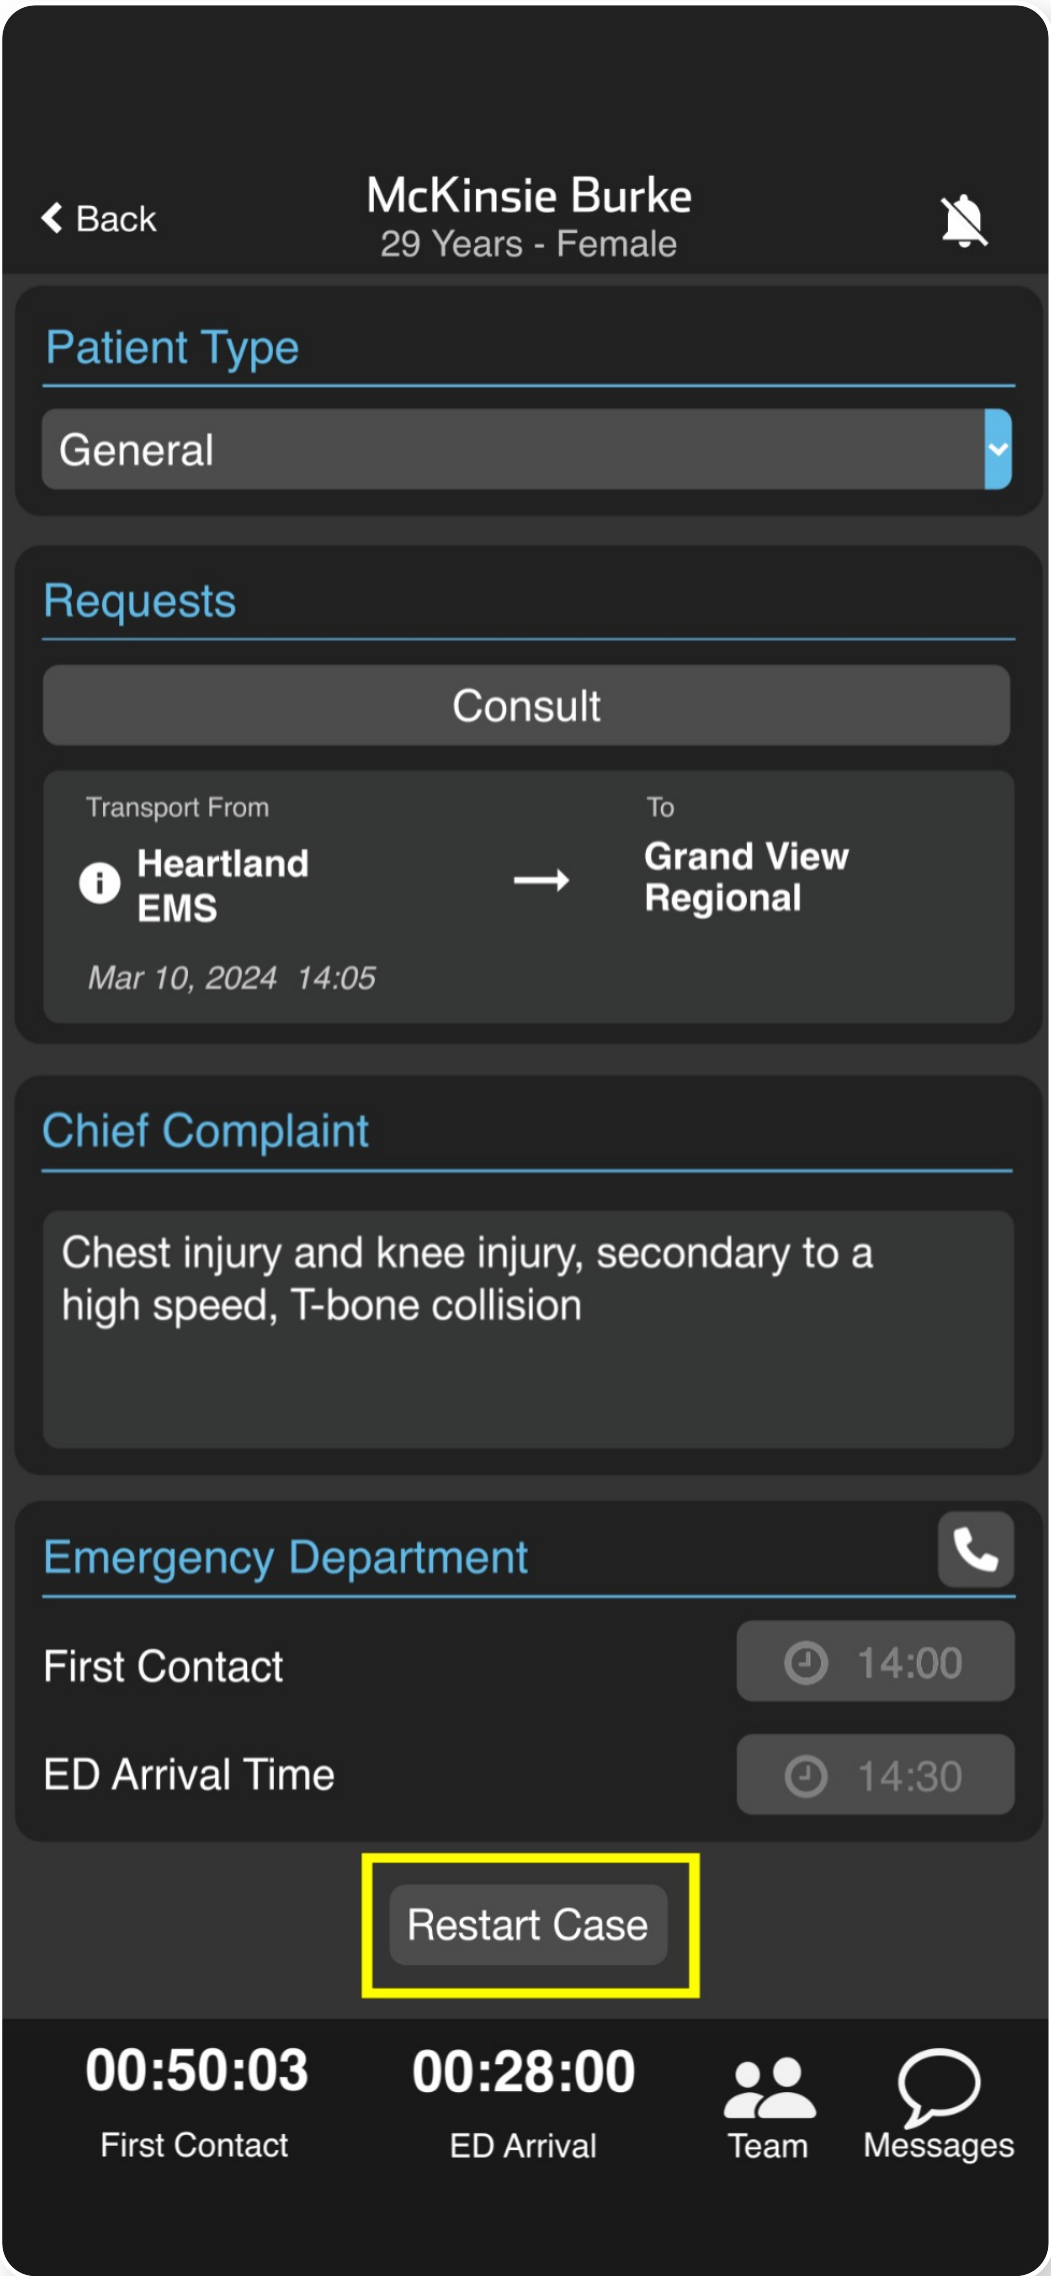 Back
McKinsie Burke
29 Years - Female
Patient Type
General
Requests
Consult
Transport From
To
Heartland
EMS
Grand View
Regional
Mar 10, 2024 14:05
Chief Complaint
Chest injury and knee injury, secondary to a
high speed, T-bone collision
Emergency Department
First Contact
14:00
ED Arrival Time
14:30
Restart Case
00:50:03
00:28:00
First Contact
ED Arrival
Team
Messages